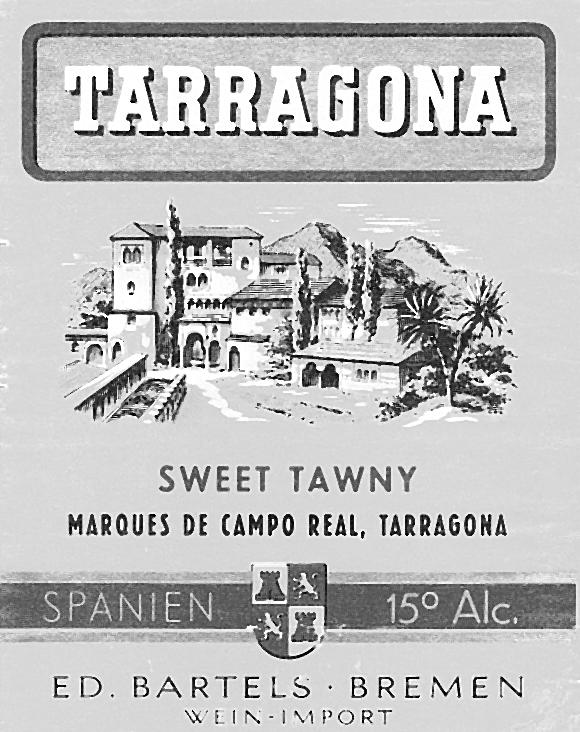 TARRAGONA
SWEET TAWNY
MARQUES DE CAMPO REAL, TARRAGONA
SPANIEN 15º Alc.
ED. BARTELS · BREMEN
WEIN-IMPORT